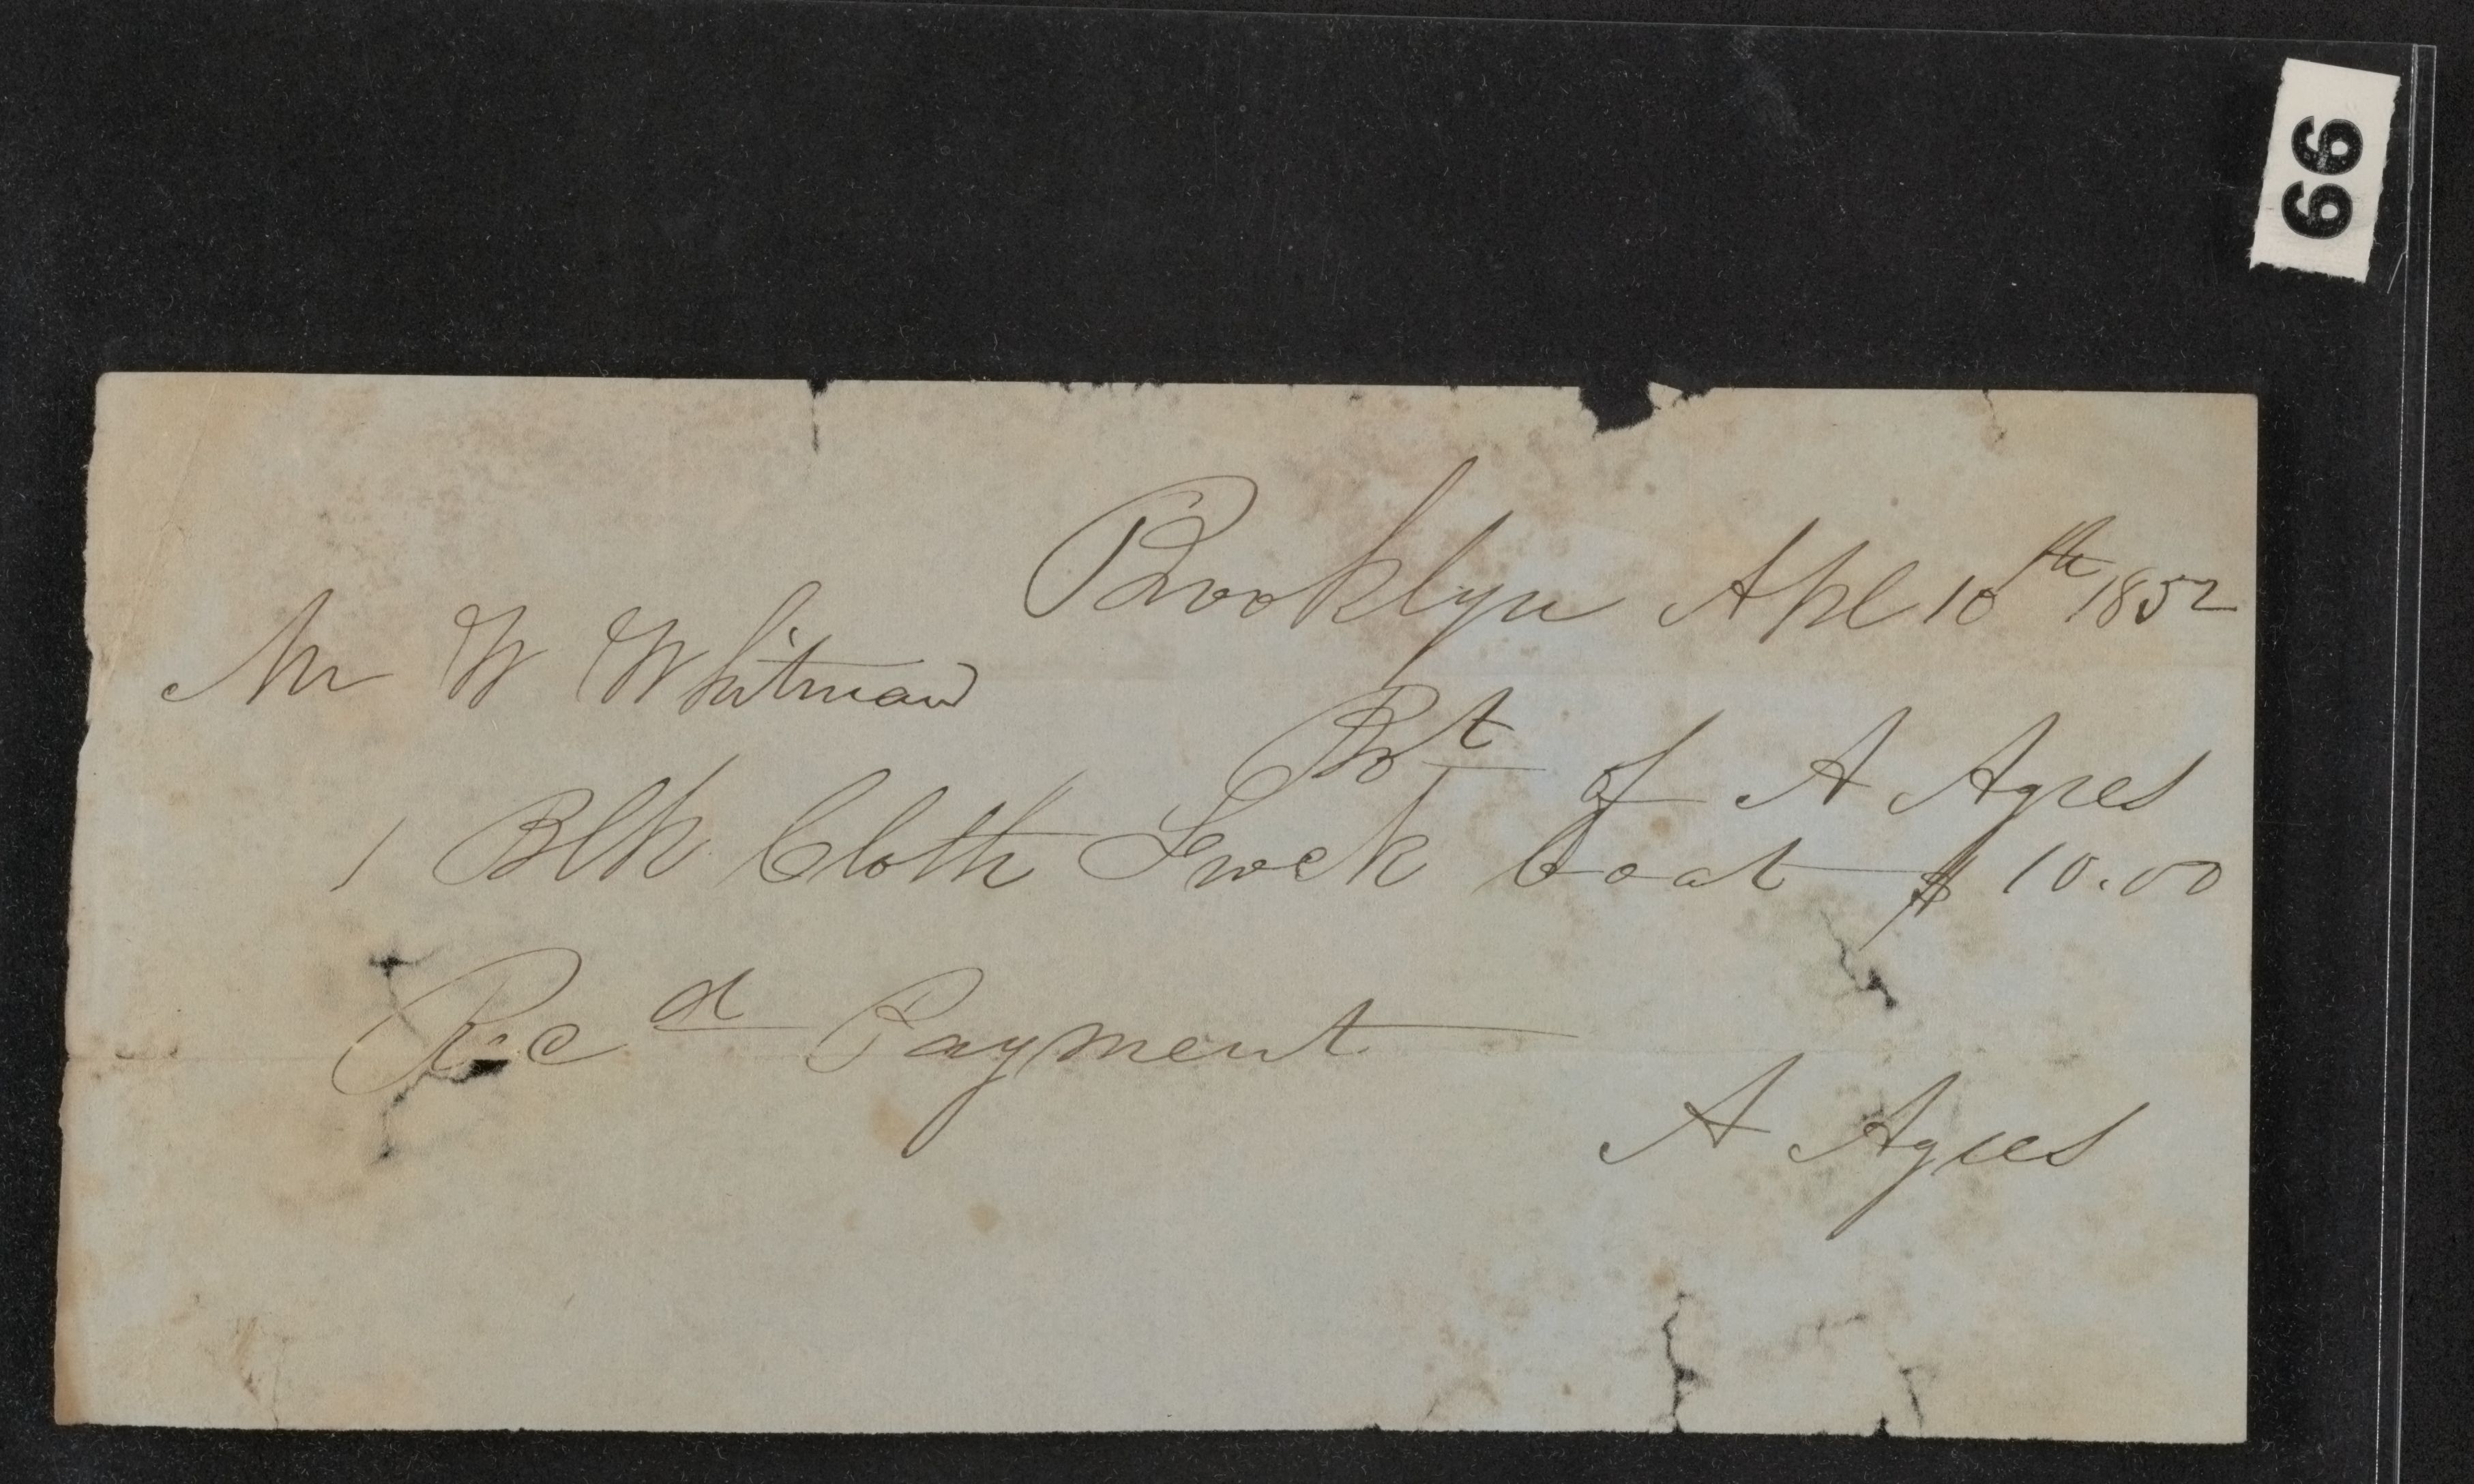 Brooklyn Apl 10th 1852
Mr W Whitman
Bot of A Ayres
1 Blk Cloth Frock Coat $10.00
Recd Payment
A Ayres
99